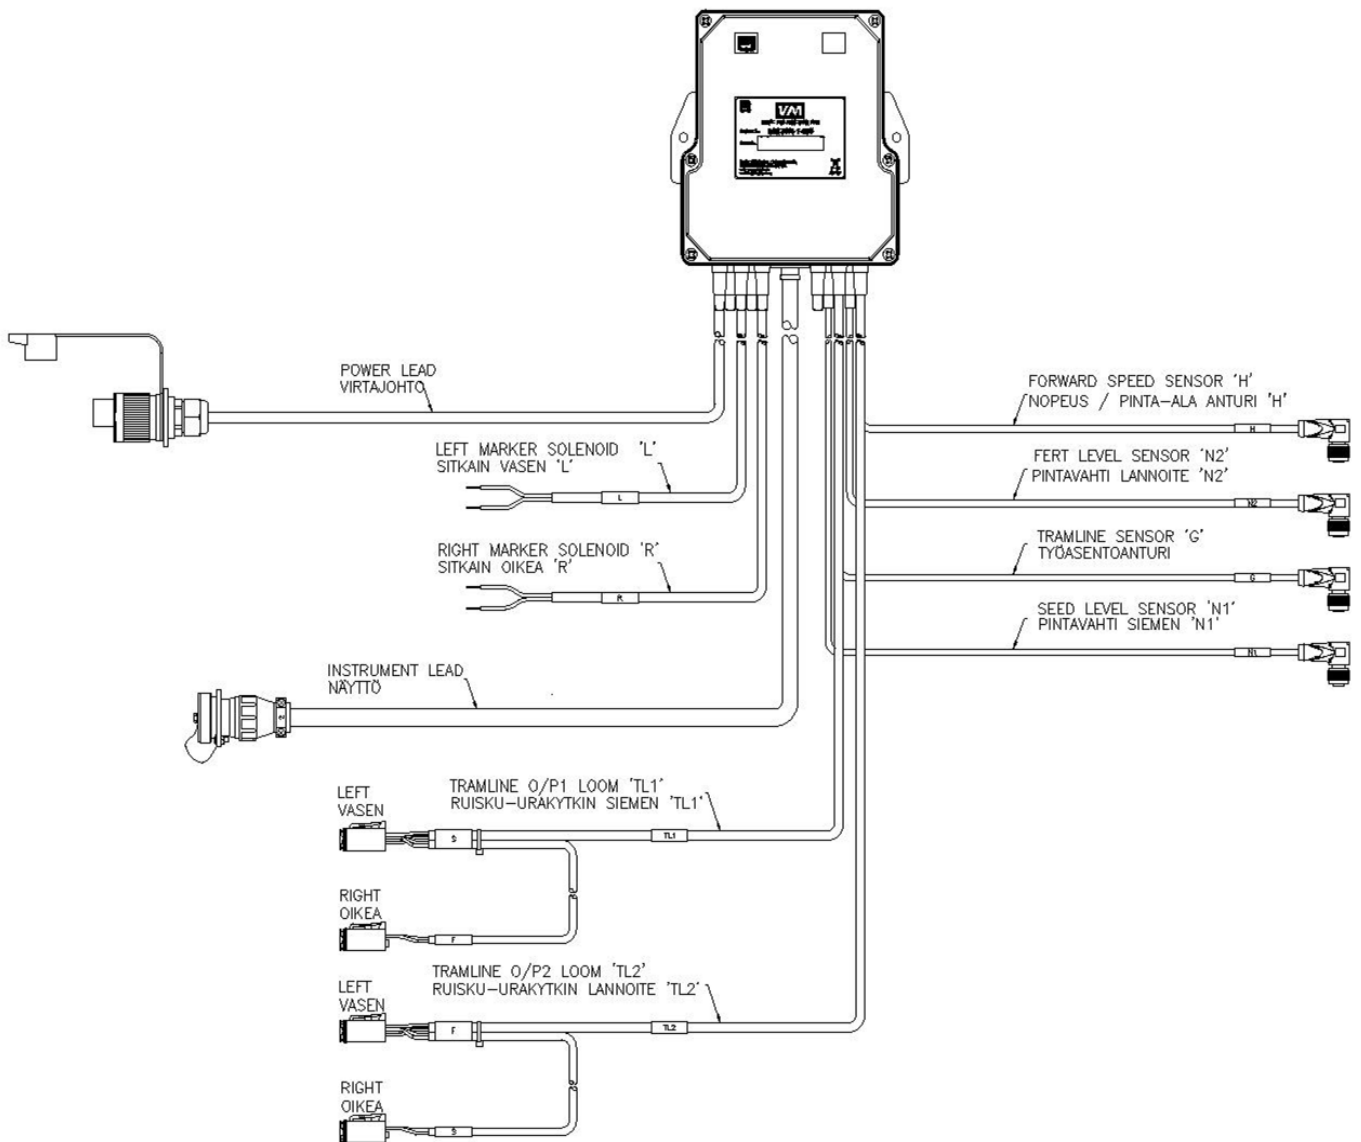 VM
POWER LEAD
VIRTAJOHTO
FORWARD SPEED SENSOR 'H'
NOPEUS / PINTA-ALA ANTURI 'H'
H
LEFT MARKER SOLENOID 'L'
SITKAIN VASEN 'L'
L
FERT LEVEL SENSOR 'N2'
PINTAVAHTI LANNOITE 'N2'
N2
TRAMLINE SENSOR 'G'
TYÖASENTOANTURI
G
RIGHT MARKER SOLENOID 'R'
SITKAIN OIKEA 'R'
R
SEED LEVEL SENSOR 'N1'
PINTAVAHTI SIEMEN 'N1'
N1
INSTRUMENT LEAD
NÄYTTÖ
LEFT
VASEN
TRAMLINE O/P1 LOOM 'TL1'
RUISKU-URAKYTKIN SIEMEN 'TL1'
S
TL1
RIGHT
OIKEA
F
TRAMLINE O/P2 LOOM 'TL2'
RUISKU-URAKYTKIN LANNOITE 'TL2'
LEFT
VASEN
F
TL2
RIGHT
OIKEA
S